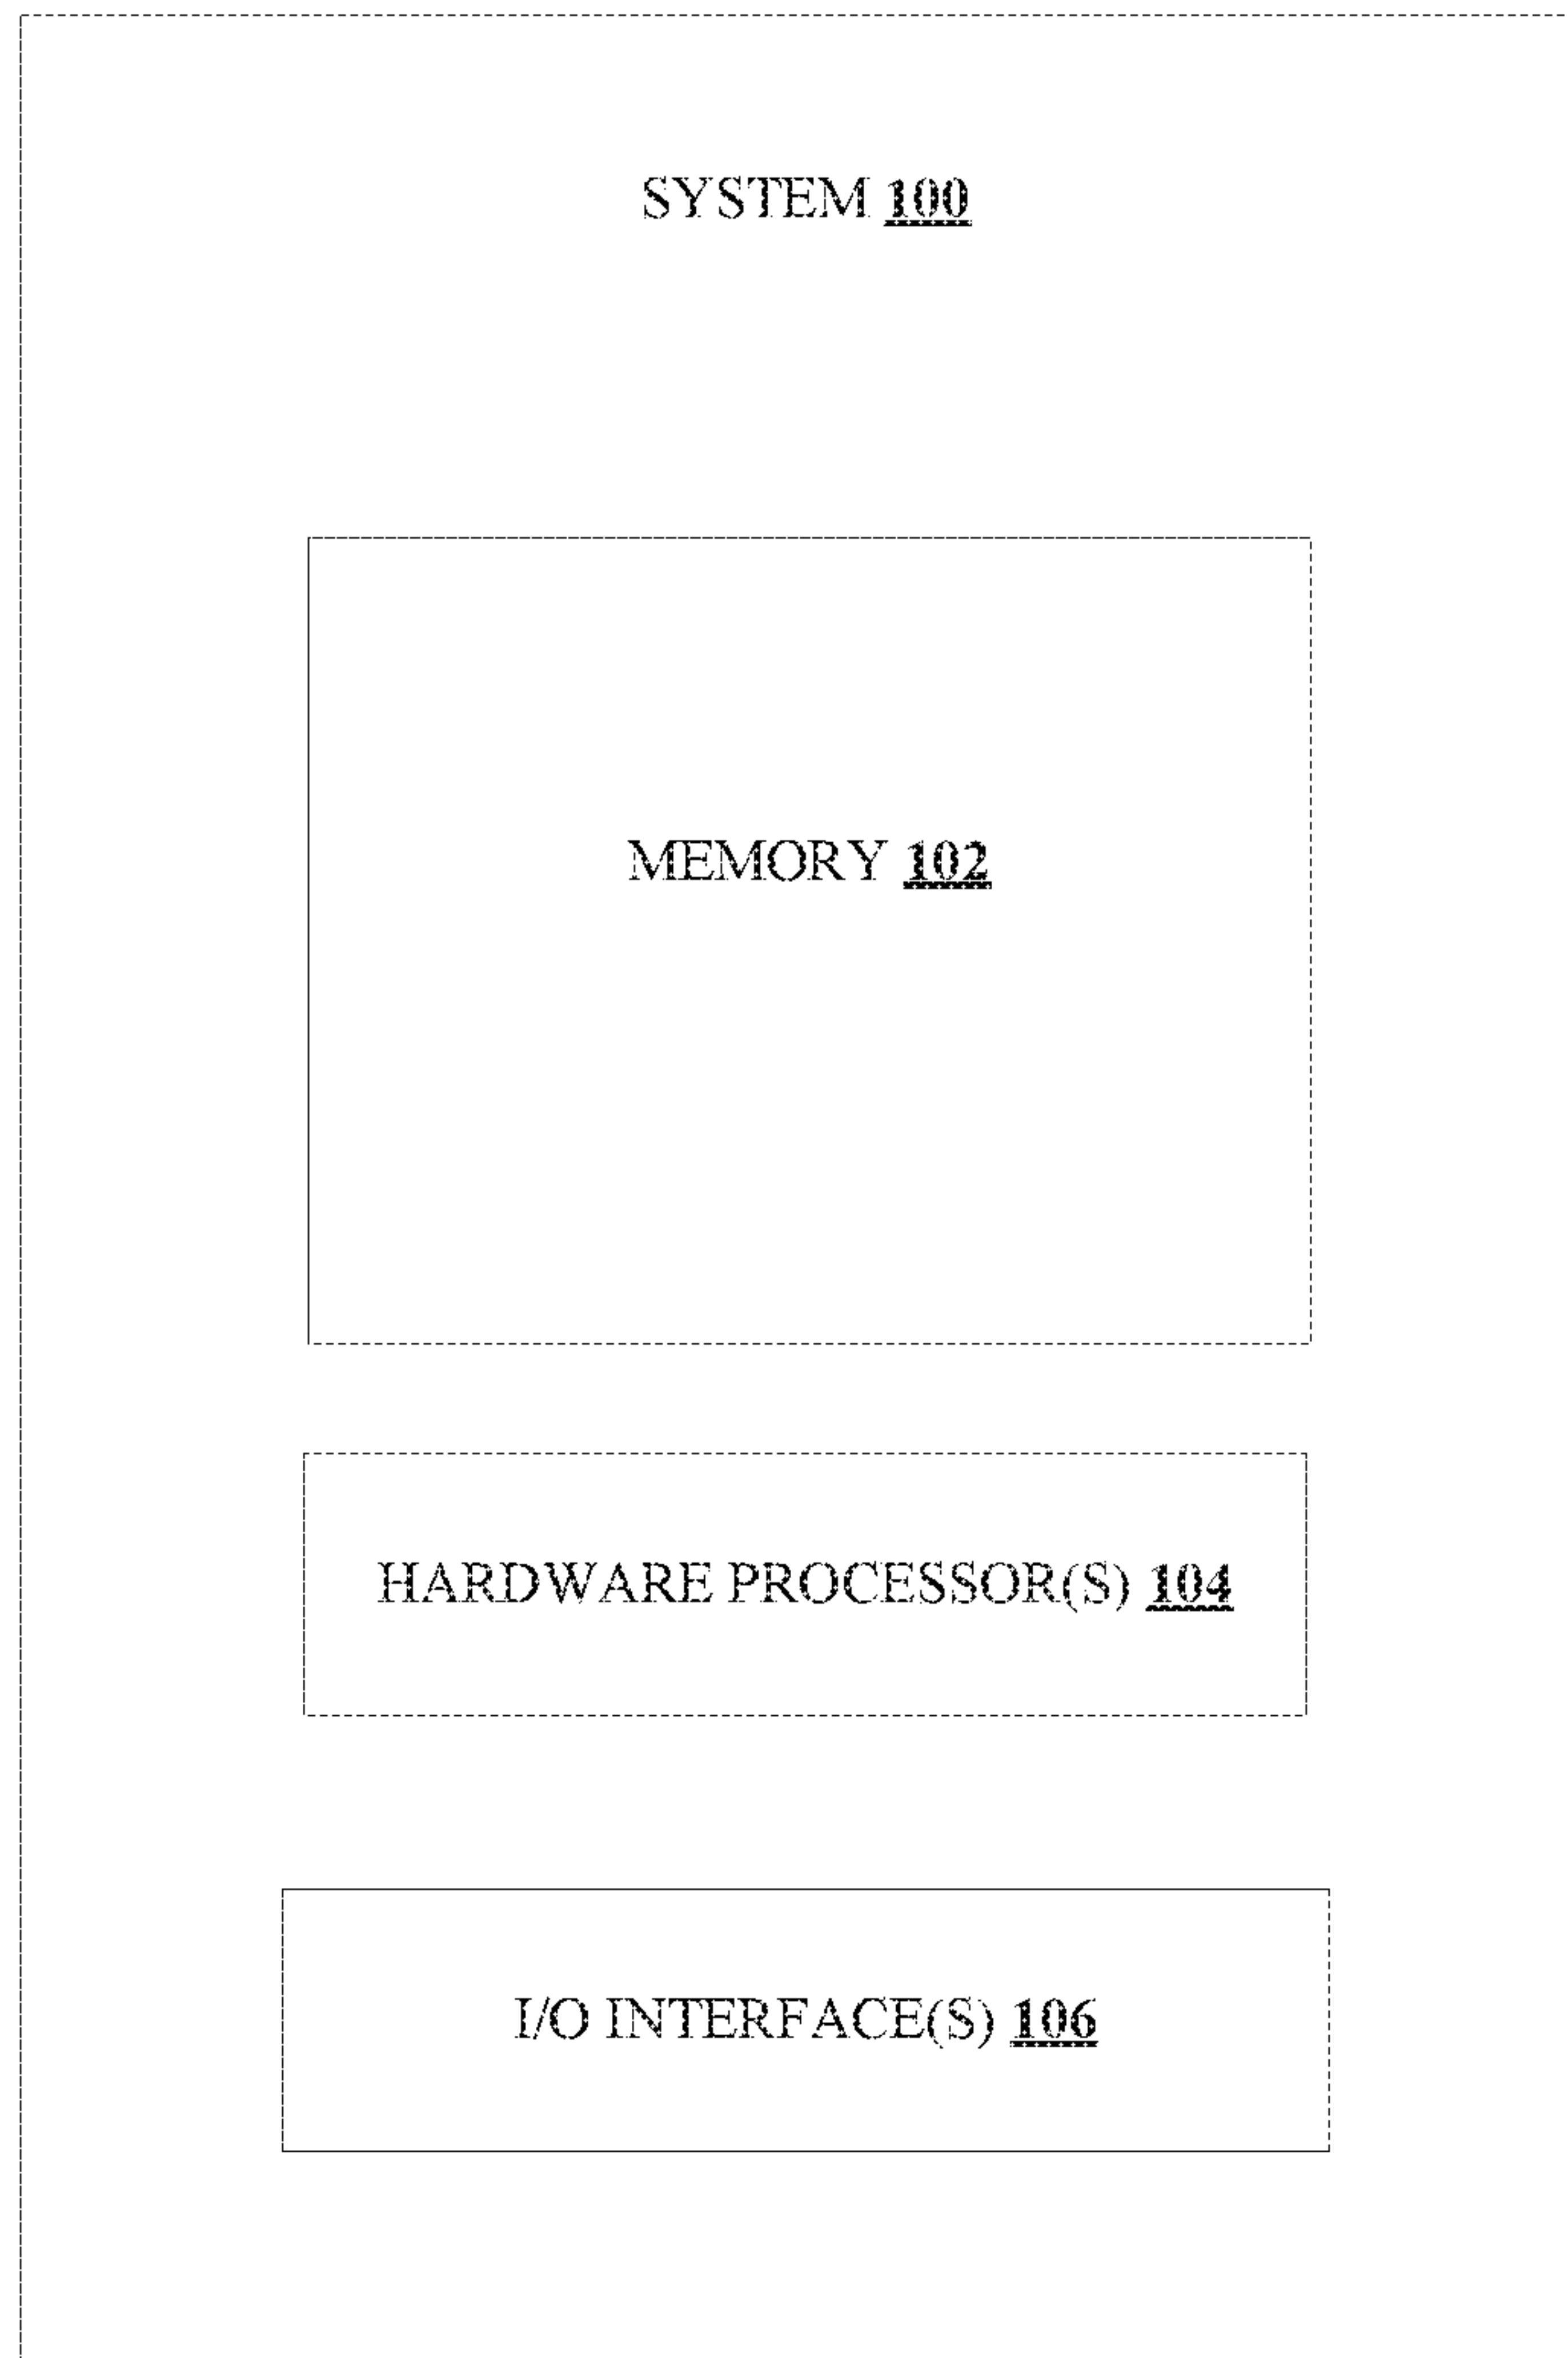 SYSTEM 100
MEMORY 102
HARDWARE PROCESSOR(S) 104
I/O INTERFACE(S) 106